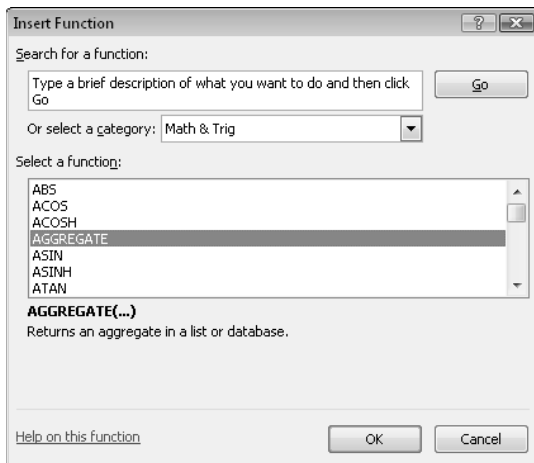 Insert Function
Search for a function:
Type a brief description of what you want to do and then click
Go
Go
Or select a category: Math & Trig
Select a function:
ABS
ACOS
ACOSH
AGGREGATE
ASIN
ASINH
ATAN
AGGREGATE(...)
Returns an aggregate in a list or database.
Help on this function
OK
Cancel